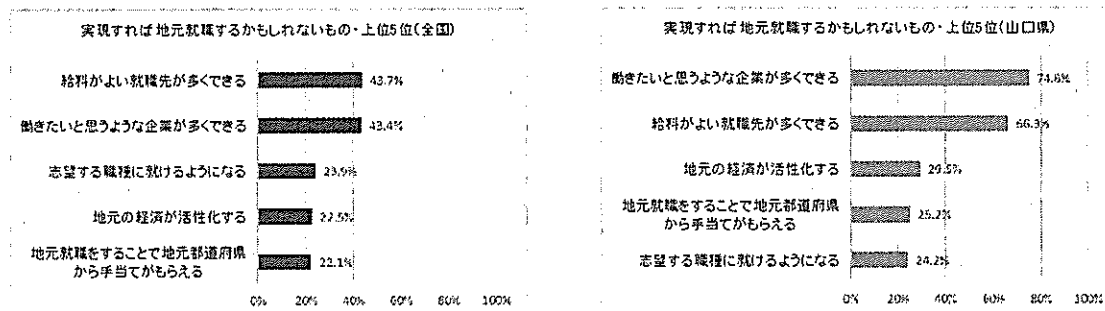 実現すれば地元就職するかもしれないもの・上位5位(全国)
給料がよい就職先が多くできる
43.7%
働きたいと思うような企業が多くできる
43.4%
志望する職種に就けるようになる
23.9%
地元の経済が活性化する
22.5%
地元就職をすることで地元都道府県
から手当てがもらえる
22.1%
0% 20% 40% 60% 80% 100%
実現すれば地元就職するかもしれないもの・上位5位(山口県)
働きたいと思うような企業が多くできる
74.6%
給料がよい就職先が多くできる
66.3%
地元の経済が活性化する
地元就職をすることで地元都道府県
から手当てがもらえる
25.2%
志望する職種に就けるようになる
24.2%
0% 20% 40% 60% 80% 100%